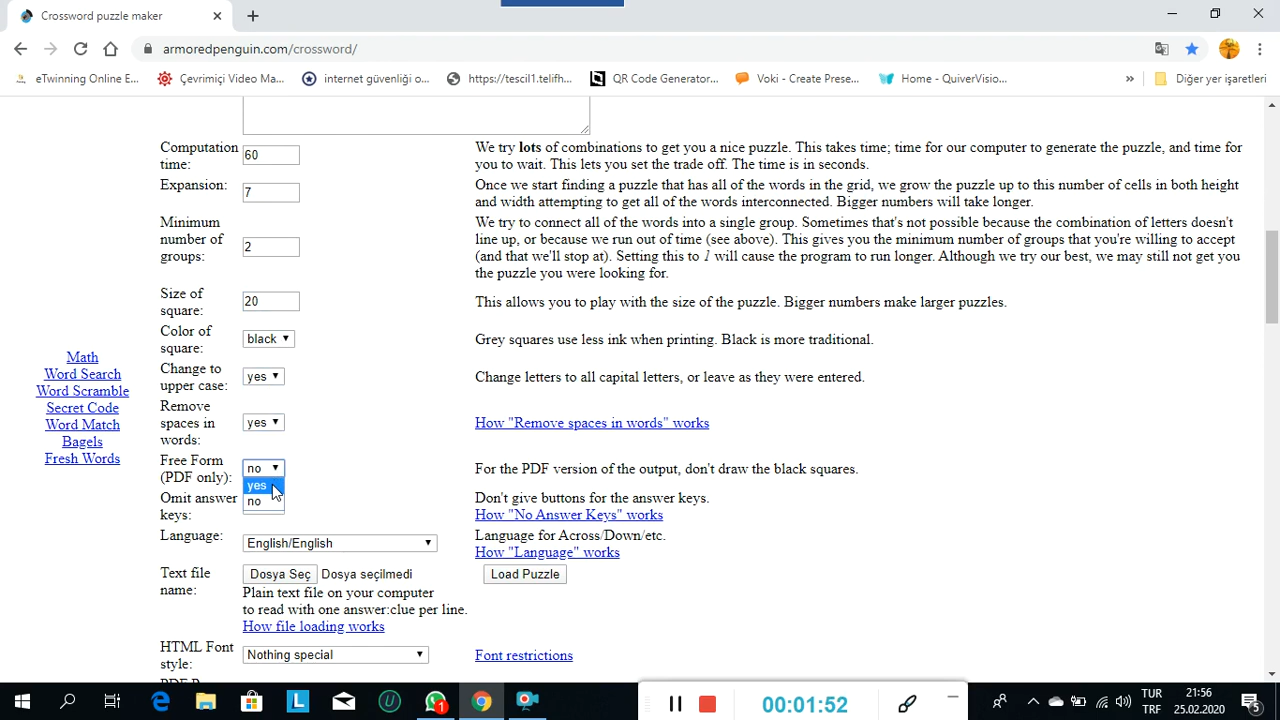 Crossword puzzle maker
armoredpenguin.com/crossword/
eTwinning Online E...
Çevrimiçi Video Ma...
internet güvenliği o...
https://tescil1.telifh...
QR Code Generator...
Voki - Create Prese...
Home - QuiverVisio...
»
Diğer yer işaretleri
Computation time:
60
We try lots of combinations to get you a nice puzzle. This takes time; time for our computer to generate the puzzle, and time for
you to wait. This lets you set the trade off. The time is in seconds.
Expansion:
7
Once we start finding a puzzle that has all of the words in the grid, we grow the puzzle up to this number of cells in both height
and width attempting to get all of the words interconnected. Bigger numbers will take longer.
Minimum
number of
groups:
2
We try to connect all of the words into a single group. Sometimes that's not possible because the combination of letters doesn't
line up, or because we run out of time (see above). This gives you the minimum number of groups that you're willing to accept
(and that we'll stop at). Setting this to 1 will cause the program to run longer. Although we try our best, we may still not get you
the puzzle you were looking for.
Size of
square:
20
This allows you to play with the size of the puzzle. Bigger numbers make larger puzzles.
Color of
square:
black
Grey squares use less ink when printing. Black is more traditional.
Change to
upper case:
yes
Change letters to all capital letters, or leave as they were entered.
Remove
spaces in
words:
yes
How "Remove spaces in words" works
Free Form
(PDF only):
no
yes
no
For the PDF version of the output, don't draw the black squares.
Omit answer
keys:
Don't give buttons for the answer keys.
How "No Answer Keys" works
Language:
English/English
Language for Across/Down/etc.
How "Language" works
Text file
name:
Dosya Seç
Dosya seçilmedi
Load Puzzle
Plain text file on your computer
to read with one answer:clue per line.
How file loading works
HTML Font
style:
Nothing special
Font restrictions
Math
Word Search
Word Scramble
Secret Code
Word Match
Bagels
Fresh Words
00:01:52
TUR
TRF
21:56
25.02.2020
1
5